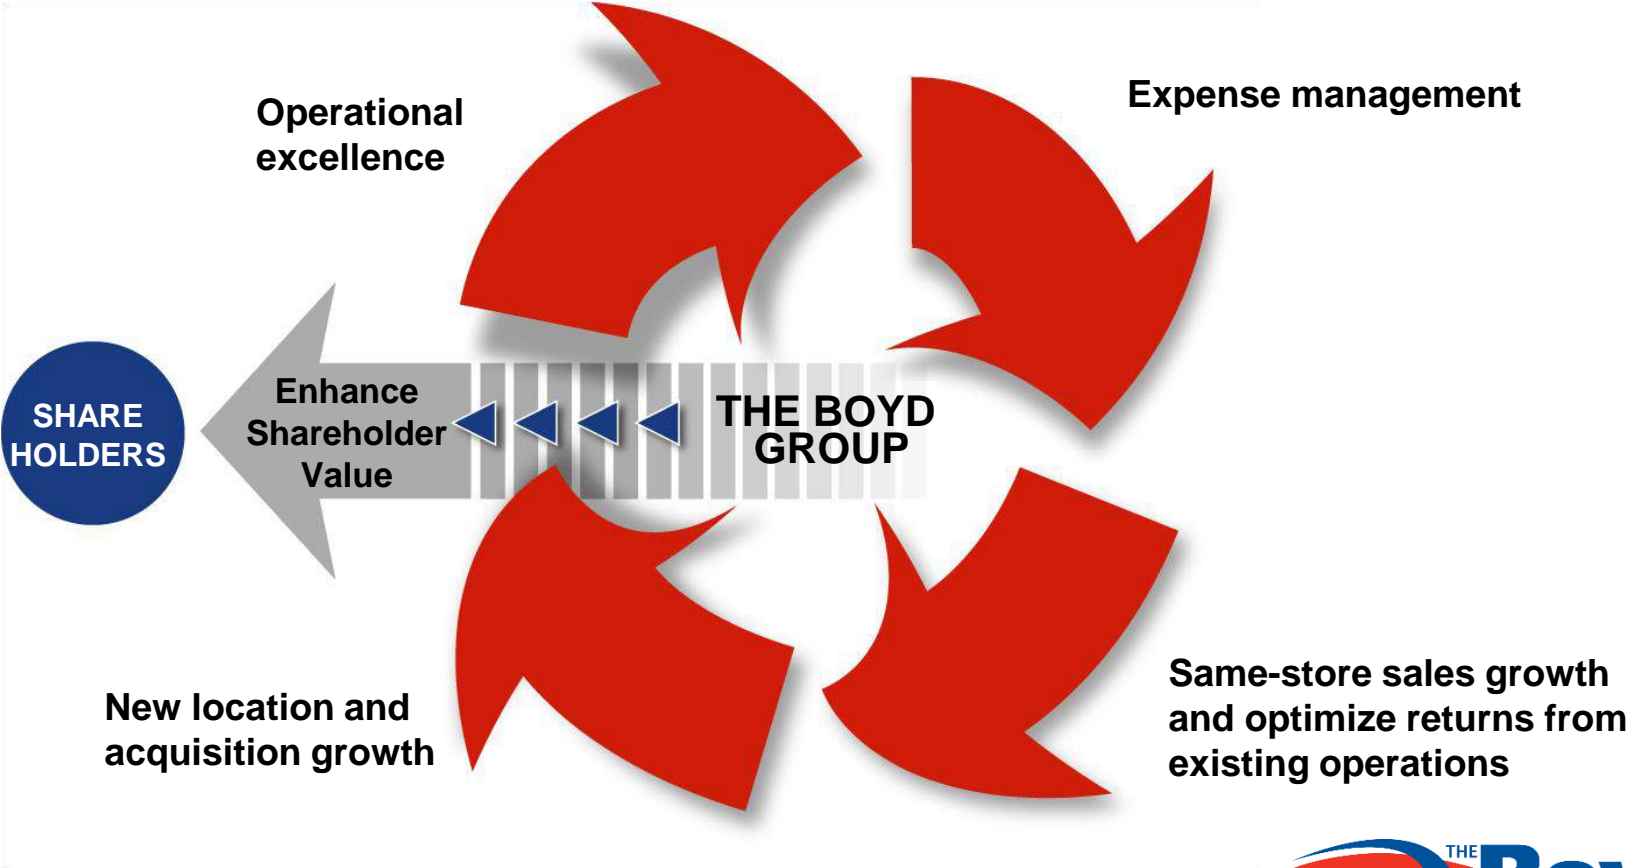 Operational
excellence
Expense management
SHARE
HOLDERS
Enhance
Shareholder
Value
THE BOYD
GROUP
New location and
acquisition growth
Same-store sales growth
and optimize returns from
existing operations
THE